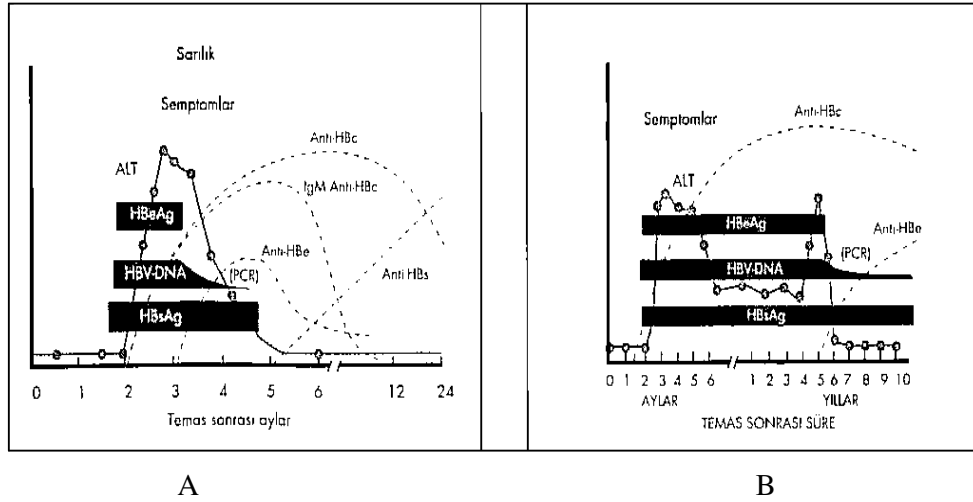 Sarılık
Semptomlar
ALT
Anti-HBc
IgM Anti-HBc
HBeAg
Anti-HBe
HBV-DNA
(PCR)
Anti HBs
HBsAg
0 1 2 3 4 5 6 12 24
Temas sonrası aylar
Semptomlar
Anti-HBc
ALT
HBeAg
Anti-HBe
(PCR)
HBV-DNA
HBsAg
0 1 2 3 4 5 6 1 2 3 4 5 6 7 8 9 10
AYLAR YILLAR
TEMAS SONRASI SÜRE
A B